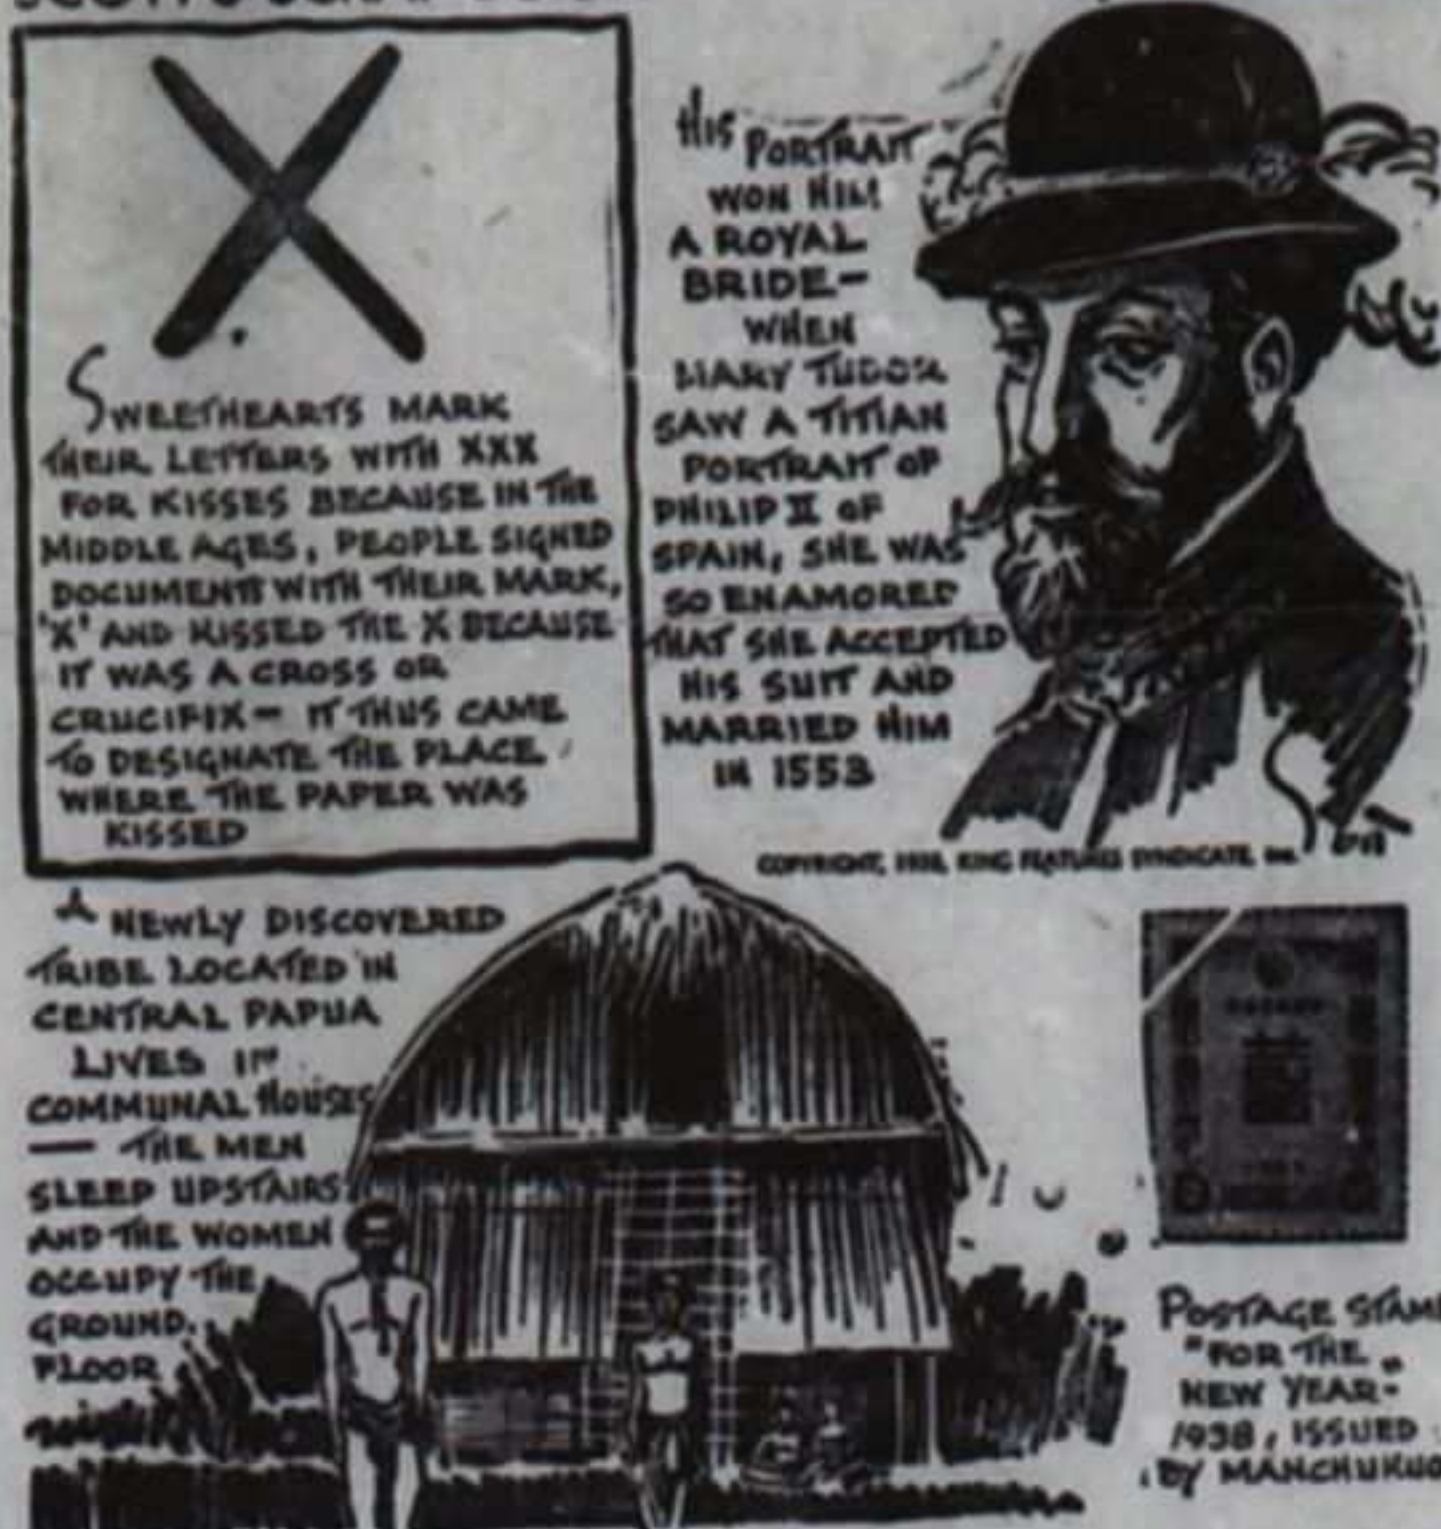 SWEETHEARTS MARK
THEIR LETTERS WITH XXX
FOR KISSES BECAUSE IN THE
MIDDLE AGES, PEOPLE SIGNED
DOCUMENTS WITH THEIR MARK,
'X' AND KISSED THE X BECAUSE
IT WAS A CROSS OR
CRUCIFIX - IT THUS CAME
TO DESIGNATE THE PLACE
WHERE THE PAPER WAS
KISSED
HIS PORTRAIT
WON HIM
A ROYAL
BRIDE-
WHEN
MARY TUDOR
SAW A TITIAN
PORTRAIT OF
PHILIP II OF
SPAIN, SHE WAS
SO ENAMORED
THAT SHE ACCEPTED
HIS SUIT AND
MARRIED HIM
IN 1553
COPYRIGHT, 1938, KING FEATURES SYNDICATE, Inc.
A NEWLY DISCOVERED
TRIBE LOCATED IN
CENTRAL PAPUA
LIVES IN
COMMUNAL HOUSES
— THE MEN
SLEEP UPSTAIRS
AND THE WOMEN
OCCUPY THE
GROUND
FLOOR
POSTAGE STAMP
"FOR THE
NEW YEAR"
1938, ISSUED
BY MANCHUKUO